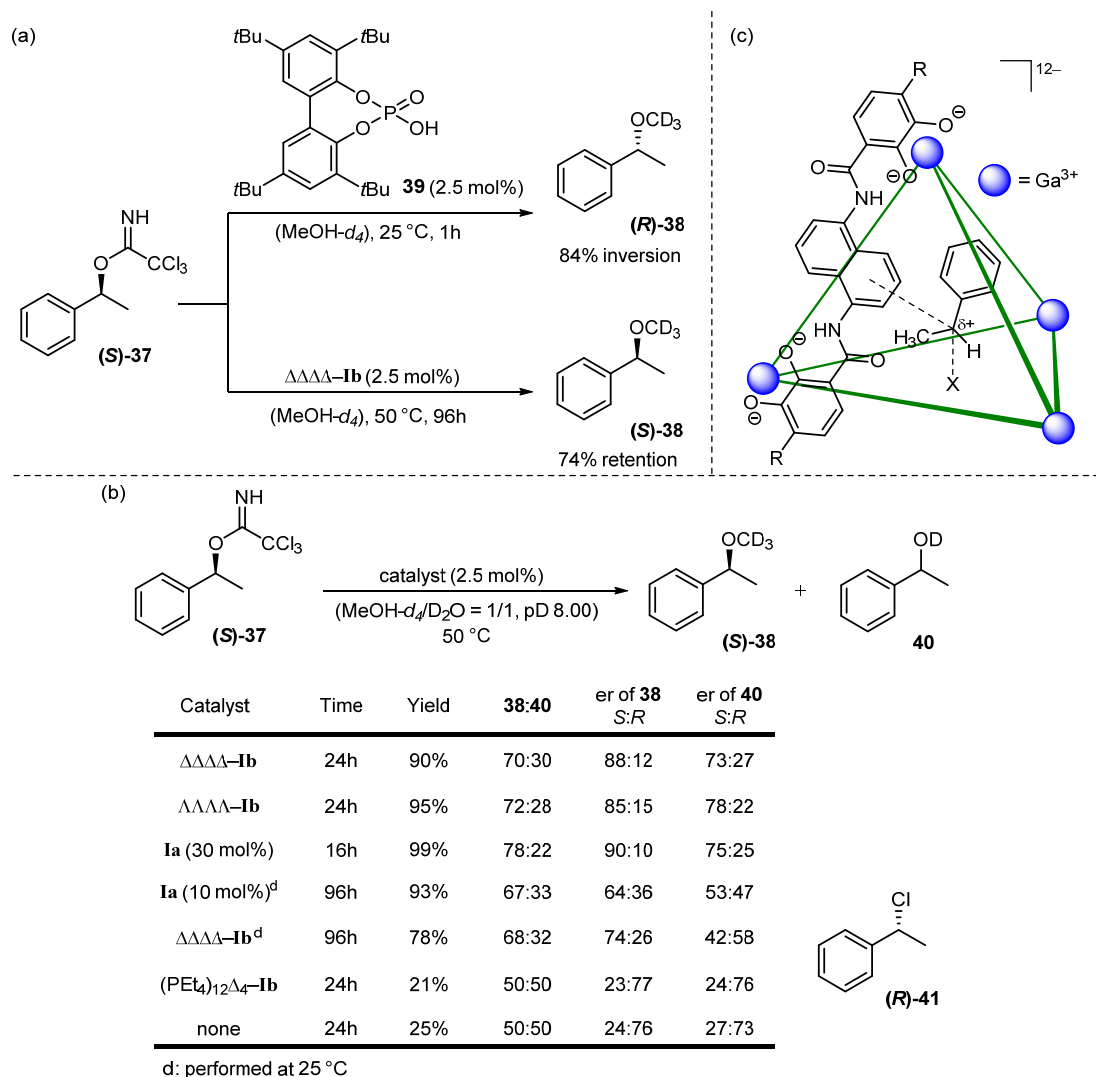 (a)
tBu
tBu
O
P
O
O
OH
tBu
tBu
39 (2.5 mol%)
(MeOH-d4), 25 °C, 1h
OCD3
(R)-38
84% inversion
NH
O
CCl3
(S)-37
ΔΔΔΔ–Ib (2.5 mol%)
(MeOH-d4), 50 °C, 96h
OCD3
(S)-38
74% retention
(c)
12–
R
O⊖
⊖O
O
NH
= Ga3+
HN
O
H3C
δ+
H
X
O⊖
O
⊖
R
(b)
NH
O
CCl3
(S)-37
catalyst (2.5 mol%)
(MeOH-d4/D2O = 1/1, pD 8.00)
50 °C
OCD3
(S)-38
+
OD
40
Catalyst Time Yield 38:40 er of 38 S:R er of 40 S:R
ΔΔΔΔ–Ib 24h 90% 70:30 88:12 73:27
ΛΛΛΛ–Ib 24h 95% 72:28 85:15 78:22
Ia (30 mol%) 16h 99% 78:22 90:10 75:25
Ia (10 mol%)d 96h 93% 67:33 64:36 53:47
ΔΔΔΔ–Ibd 96h 78% 68:32 74:26 42:58
(PEt4)12Δ4–Ib 24h 21% 50:50 23:77 24:76
none 24h 25% 50:50 24:76 27:73
d: performed at 25 °C
Cl
(R)-41